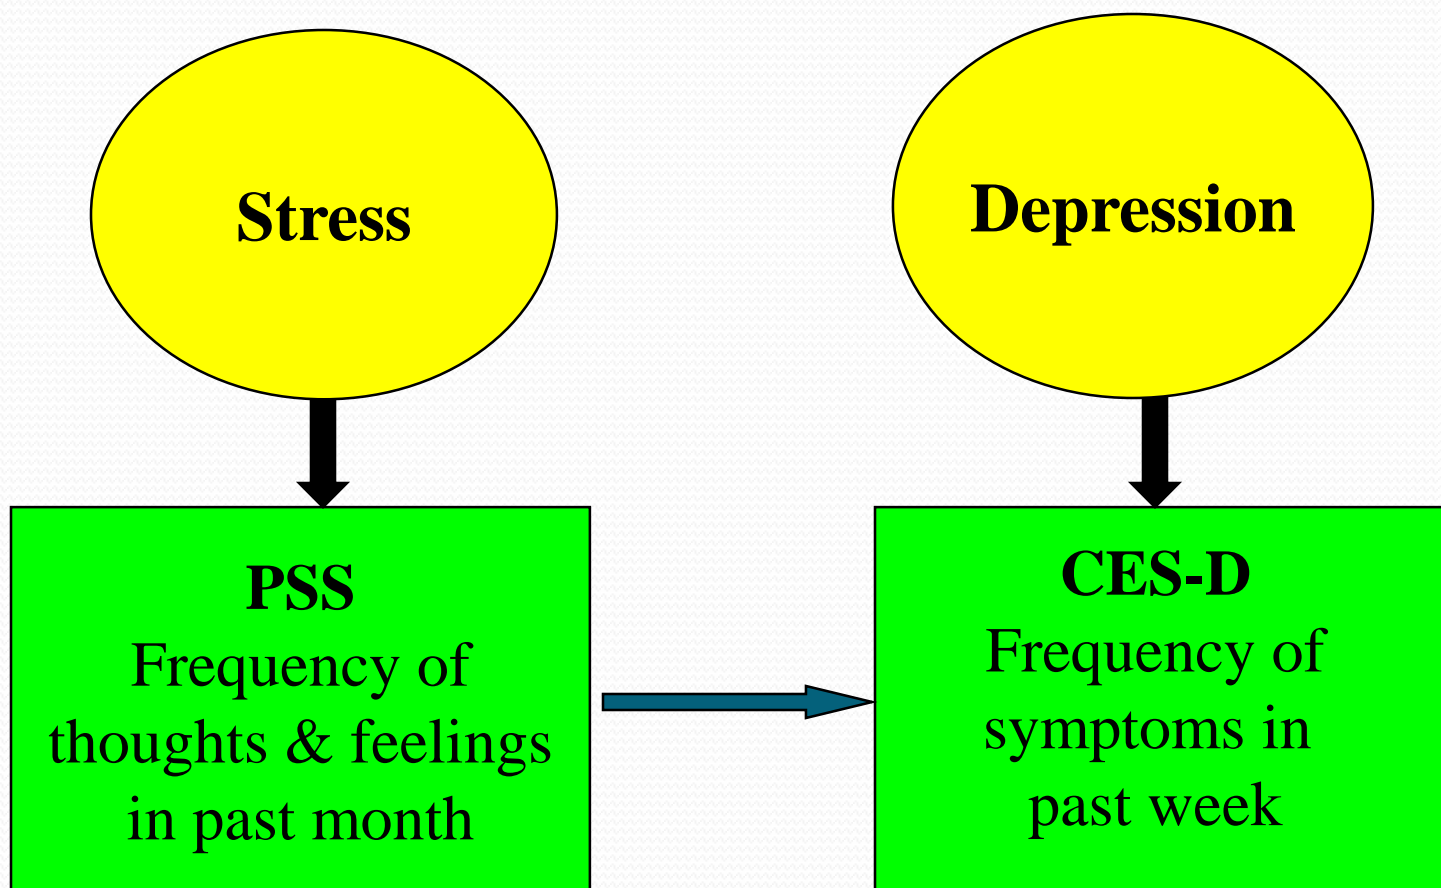 Stress
Depression
PSS
Frequency of
thoughts & feelings
in past month
CES-D
Frequency of
symptoms in
past week